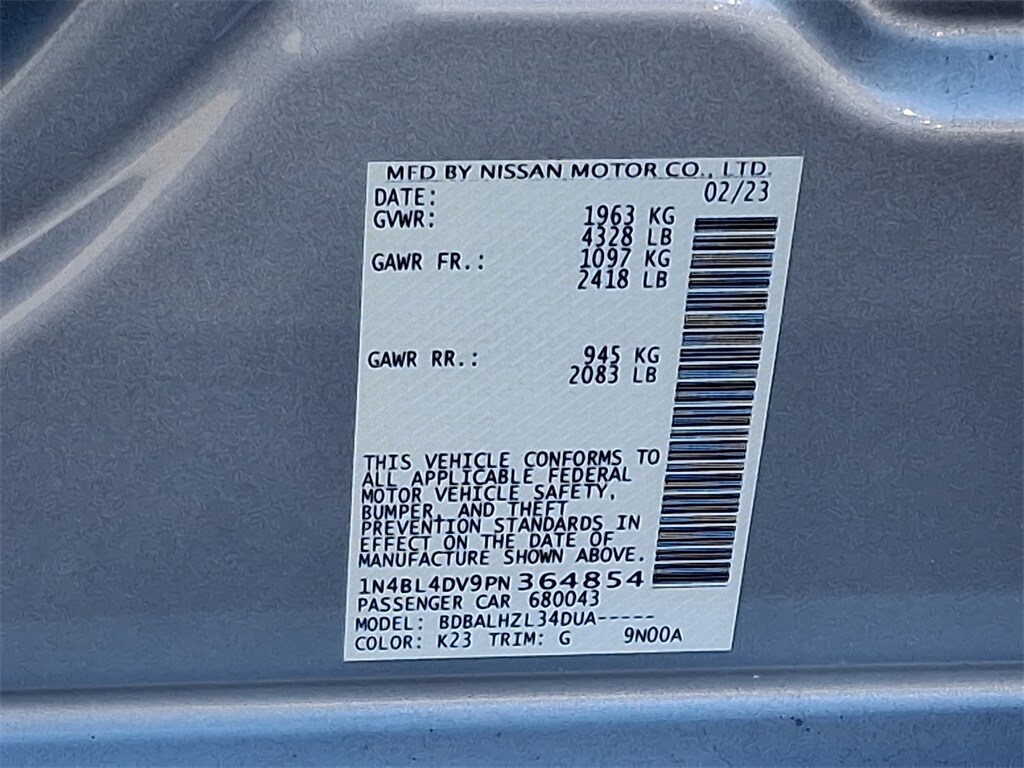 MFD BY NISSAN MOTOR CO., LTD.
DATE: 02/23
GVWR: 1963 KG
4328 LB
GAWR FR.: 1097 KG
2418 LB
GAWR RR.: 945 KG
2083 LB
THIS VEHICLE CONFORMS TO
ALL APPLICABLE FEDERAL
MOTOR VEHICLE SAFETY,
BUMPER, AND THEFT
PREVENTION STANDARDS IN
EFFECT ON THE DATE OF
MANUFACTURE SHOWN ABOVE.
1N4BL4DV9PN364854
PASSENGER CAR 680043
MODEL: BDBALHZL34DUA-----
COLOR: K23 TRIM: G 9N00A